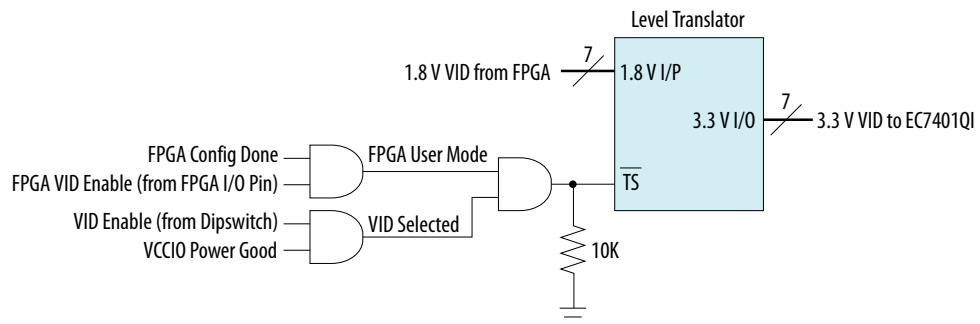 Level Translator
7
1.8 V VID from FPGA
1.8 V I/P
7
3.3 V I/O
3.3 V VID to EC7401QI
FPGA Config Done
FPGA User Mode
FPGA VID Enable (from FPGA I/O Pin)
TS
VID Enable (from Dipswitch)
VID Selected
VCCIO Power Good
10K